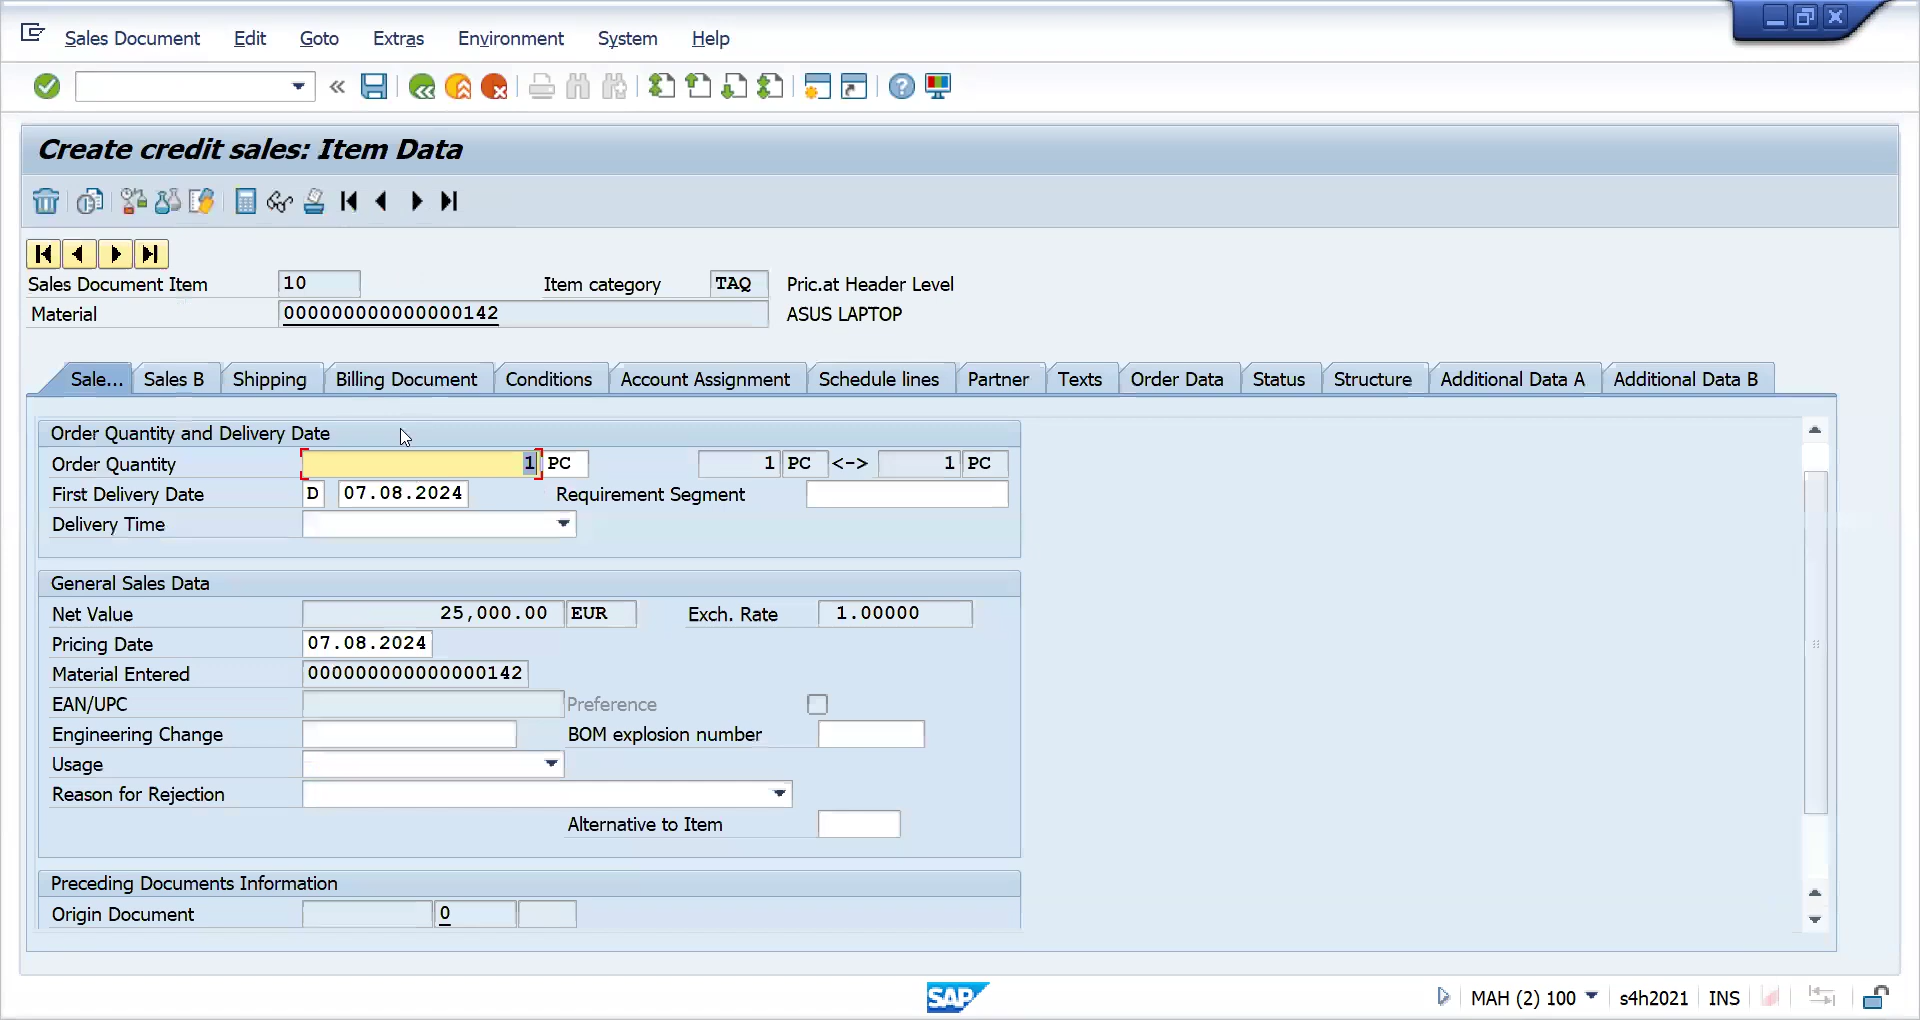 Sales Document Edit Goto Extras Environment System Help
Create credit sales: Item Data
Sales Document Item 10 Item category TAQ Pric.at Header Level
Material 000000000000000142 ASUS LAPTOP
Sale... Sales B Shipping Billing Document Conditions Account Assignment Schedule lines Partner Texts Order Data Status Structure Additional Data A Additional Data B
Order Quantity and Delivery Date
Order Quantity 1 PC 1 PC <-> 1 PC
First Delivery Date D 07.08.2024 Requirement Segment
Delivery Time
General Sales Data
Net Value 25,000.00 EUR Exch. Rate 1.00000
Pricing Date 07.08.2024
Material Entered 000000000000000142
EAN/UPC Preference
Engineering Change BOM explosion number
Usage
Reason for Rejection
Alternative to Item
Preceding Documents Information
Origin Document 0
SAP MAH (2) 100 s4h2021 INS